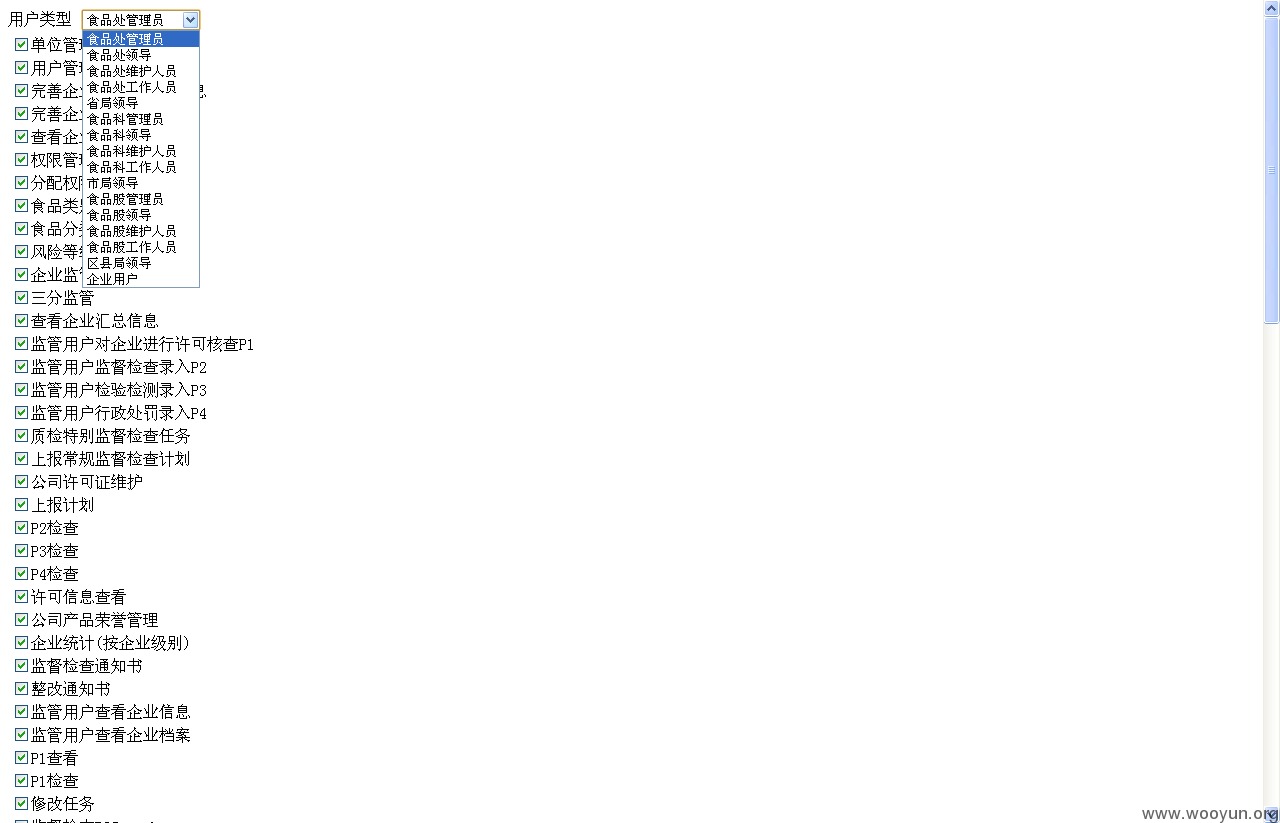 用户类型 食品处管理员
食品处管理员
食品处领导
食品处维护人员
食品处工作人员
省局领导
食品科管理员
食品科领导
食品科维护人员
食品科工作人员
市局领导
食品股管理员
食品股领导
食品股维护人员
食品股工作人员
区县局领导
企业用户
单位管
用户管
完善企
完善企
查看企
权限管
分配权
食品类
食品分
风险等
企业监
三分监管
查看企业汇总信息
监管用户对企业进行许可核查P1
监管用户监督检查录入P2
监管用户检验检测录入P3
监管用户行政处罚录入P4
质检特别监督检查任务
上报常规监督检查计划
公司许可证维护
上报计划
P2检查
P3检查
P4检查
许可信息查看
公司产品荣誉管理
企业统计(按企业级别)
监督检查通知书
整改通知书
监管用户查看企业信息
监管用户查看企业档案
P1查看
P1检查
修改任务
www.wooyun.org